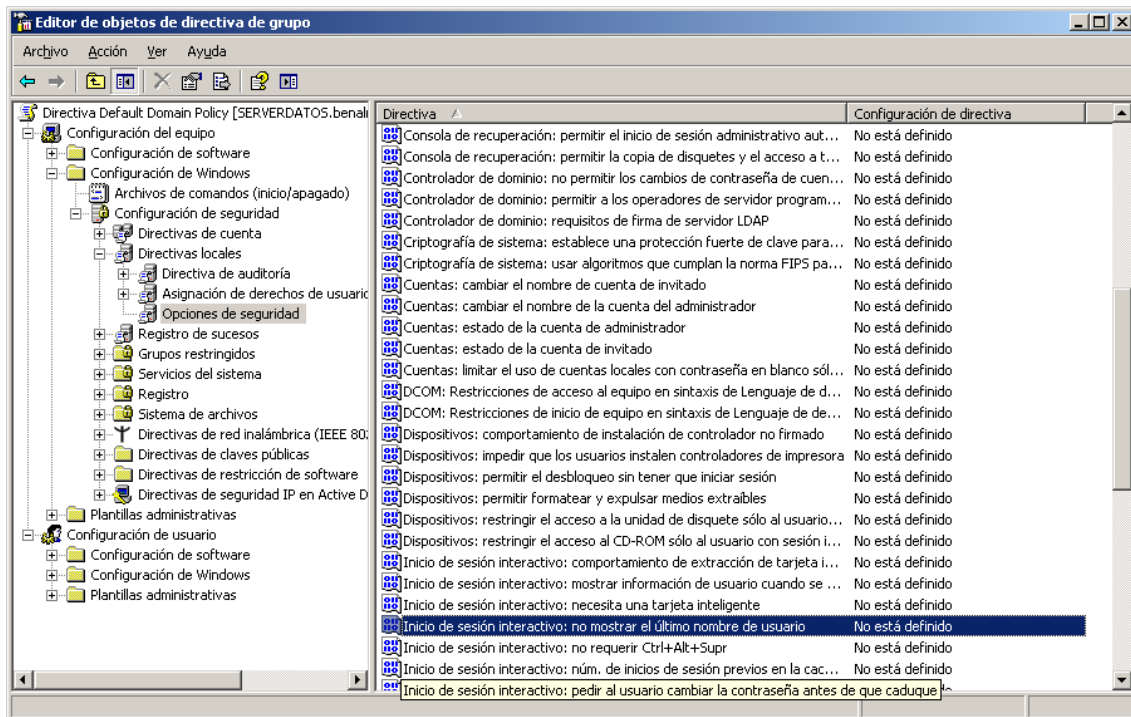 Editor de objetos de directiva de grupo
Archivo Acción Ver Ayuda
Directiva Default Domain Policy [SERVERDATOS.benal
Configuración del equipo
Configuración de software
Configuración de Windows
Archivos de comandos (inicio/apagado)
Configuración de seguridad
Directivas de cuenta
Directivas locales
Directiva de auditoría
Asignación de derechos de usuario
Opciones de seguridad
Registro de sucesos
Grupos restringidos
Servicios del sistema
Registro
Sistema de archivos
Directivas de red inalámbrica (IEEE 80
Directivas de claves públicas
Directivas de restricción de software
Directivas de seguridad IP en Active D
Plantillas administrativas
Configuración de usuario
Configuración de software
Configuración de Windows
Plantillas administrativas
Directiva Configuración de directiva
Consola de recuperación: permitir el inicio de sesión administrativo aut... No está definido
Consola de recuperación: permitir la copia de disquetes y el acceso a t... No está definido
Controlador de dominio: no permitir los cambios de contraseña de cuen... No está definido
Controlador de dominio: permitir a los operadores de servidor program... No está definido
Controlador de dominio: requisitos de firma de servidor LDAP No está definido
Criptografía de sistema: establece una protección fuerte de clave para... No está definido
Criptografía de sistema: usar algoritmos que cumplan la norma FIPS pa... No está definido
Cuentas: cambiar el nombre de cuenta de invitado No está definido
Cuentas: cambiar el nombre de la cuenta del administrador No está definido
Cuentas: estado de la cuenta de administrador No está definido
Cuentas: estado de la cuenta de invitado No está definido
Cuentas: limitar el uso de cuentas locales con contraseña en blanco sól... No está definido
DCOM: Restricciones de acceso al equipo en sintaxis de Lenguaje de d... No está definido
DCOM: Restricciones de inicio de equipo en sintaxis de Lenguaje de de... No está definido
Dispositivos: comportamiento de instalación de controlador no firmado No está definido
Dispositivos: impedir que los usuarios instalen controladores de impresora No está definido
Dispositivos: permitir el desbloqueo sin tener que iniciar sesión No está definido
Dispositivos: permitir formatear y expulsar medios extraíbles No está definido
Dispositivos: restringir el acceso a la unidad de disquete sólo al usuario... No está definido
Dispositivos: restringir el acceso al CD-ROM sólo al usuario con sesión i... No está definido
Inicio de sesión interactivo: comportamiento de extracción de tarjeta i... No está definido
Inicio de sesión interactivo: mostrar información de usuario cuando se ... No está definido
Inicio de sesión interactivo: necesita una tarjeta inteligente No está definido
Inicio de sesión interactivo: no mostrar el último nombre de usuario No está definido
Inicio de sesión interactivo: no requerir Ctrl+Alt+Supr No está definido
Inicio de sesión interactivo: núm. de inicios de sesión previos en la cac... No está definido
Inicio de sesión interactivo: pedir al usuario cambiar la contraseña antes de que caduque